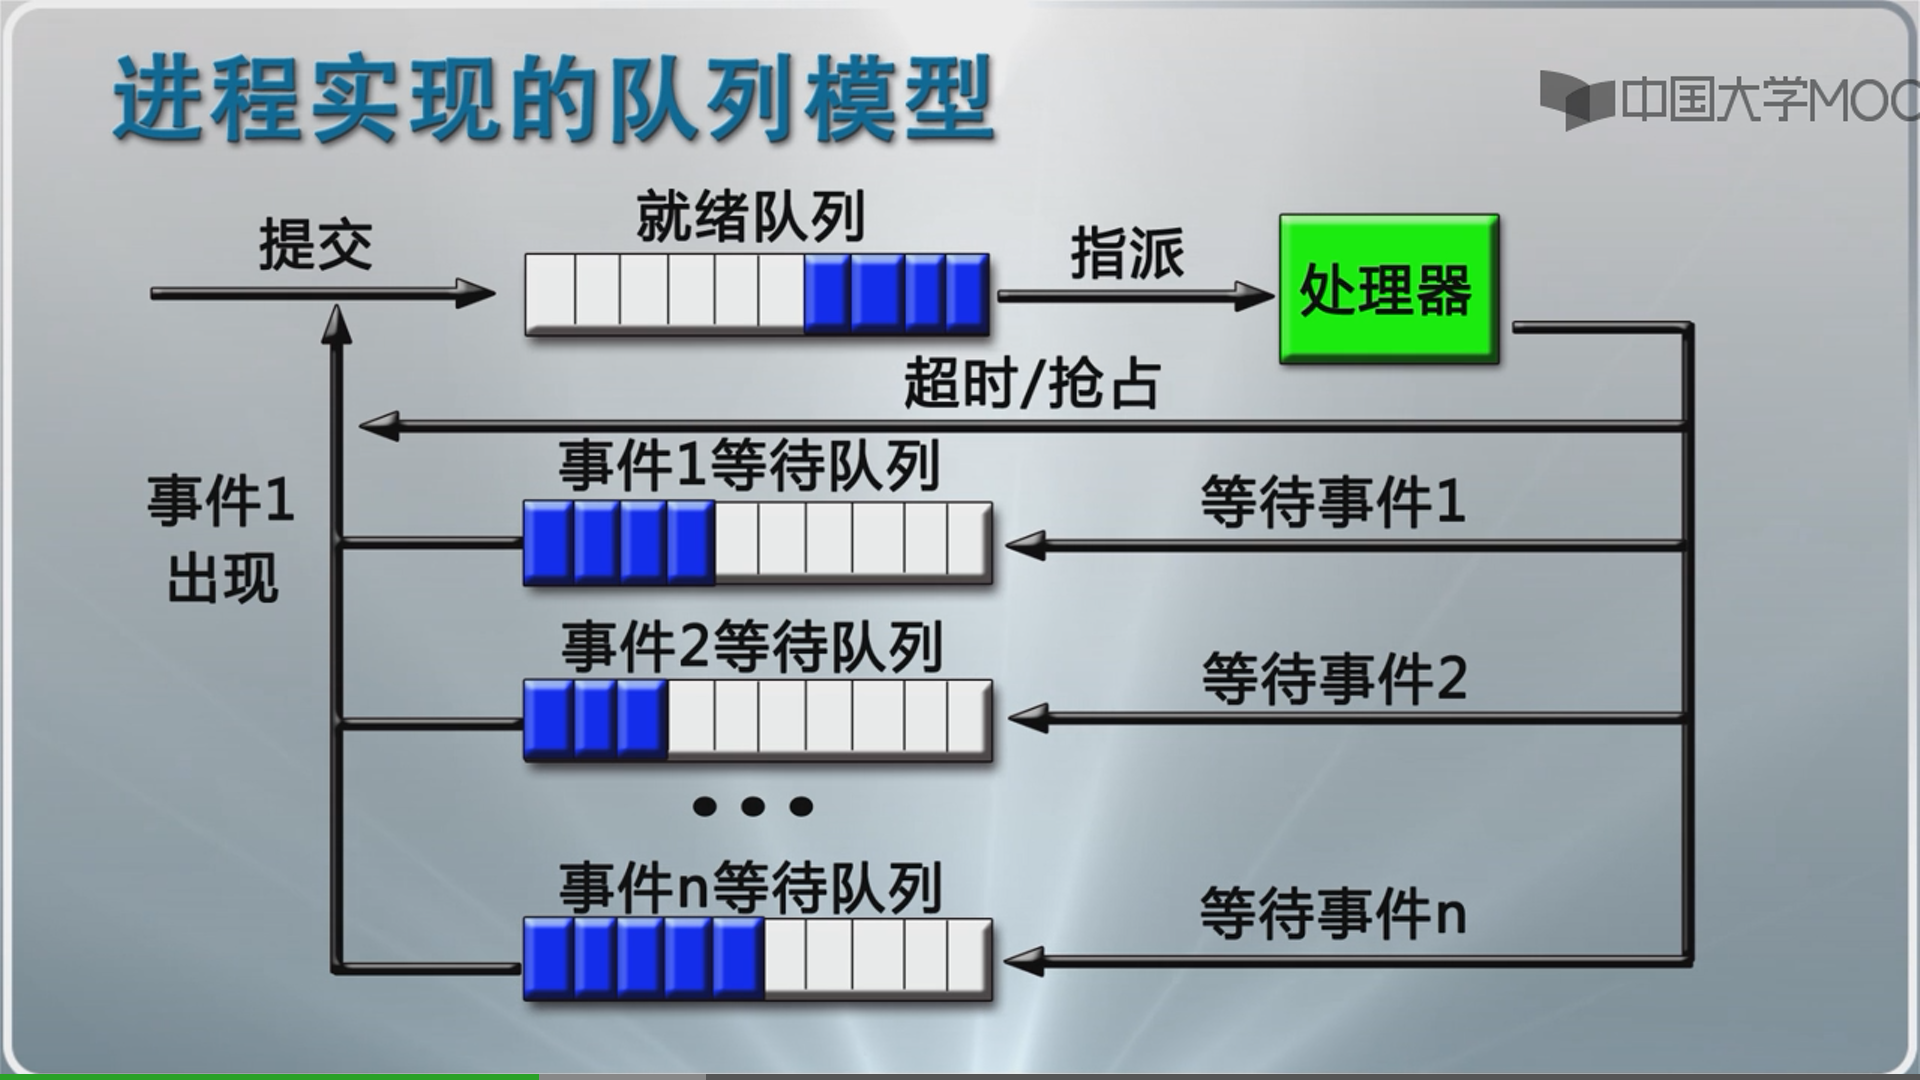 进程实现的队列模型
中国大学MOO
提交
就绪队列
指派
处理器
超时/抢占
事件1等待队列
等待事件1
事件1
出现
事件2等待队列
等待事件2
•••
事件n等待队列
等待事件n